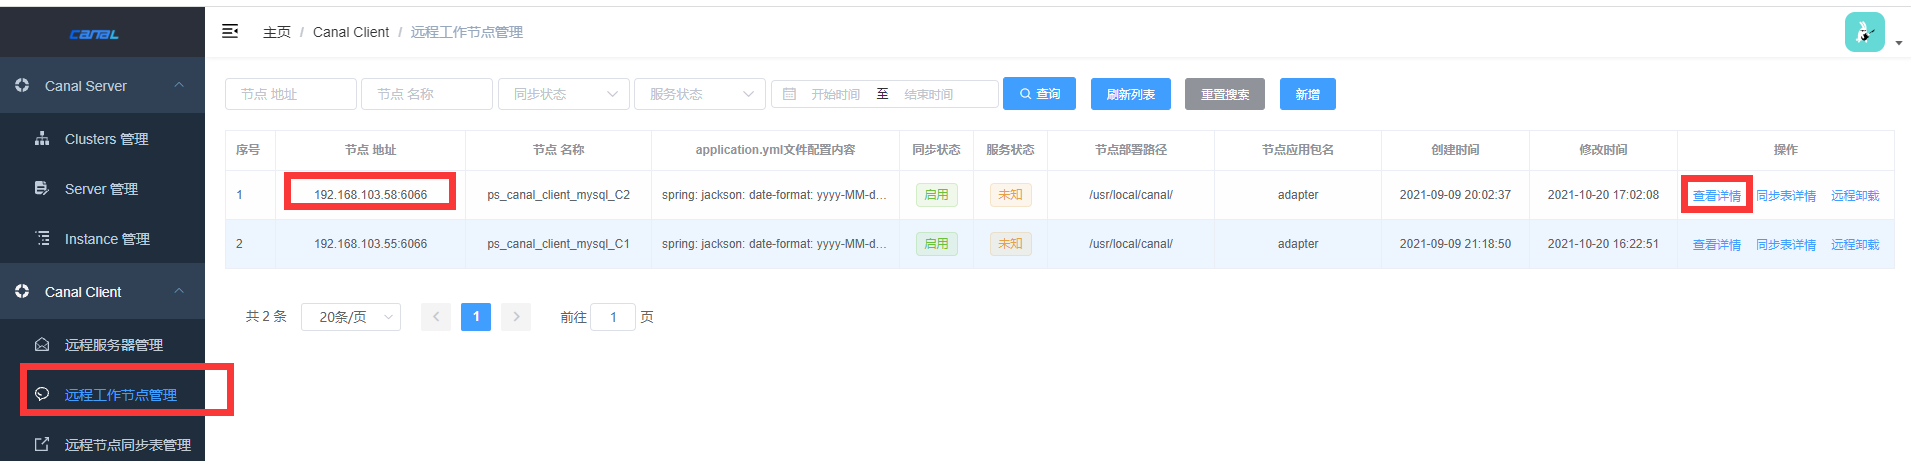 canal
主页 / Canal Client / 远程工作节点管理
Canal Server
Clusters 管理
Server 管理
Instance 管理
Canal Client
远程服务器管理
远程工作节点管理
远程节点同步表管理
节点 地址 节点 名称 同步状态 服务状态 开始时间 至 结束时间 查询 刷新列表 重置搜索 新增
序号 节点 地址 节点 名称 application.yml文件配置内容 同步状态 服务状态 节点部署路径 节点应用包名 创建时间 修改时间 操作
1 192.168.103.58:6066 ps_canal_client_mysql_C2 spring: jackson: date-format: yyyy-MM-d... 启用 未知 /usr/local/canal/ adapter 2021-09-09 20:02:37 2021-10-20 17:02:08 查看详情 同步表详情 远程卸载
2 192.168.103.55:6066 ps_canal_client_mysql_C1 spring: jackson: date-format: yyyy-MM-d... 启用 未知 /usr/local/canal/ adapter 2021-09-09 21:18:50 2021-10-20 16:22:51 查看详情 同步表详情 远程卸载
共 2 条 20条/页 1 前往 1 页